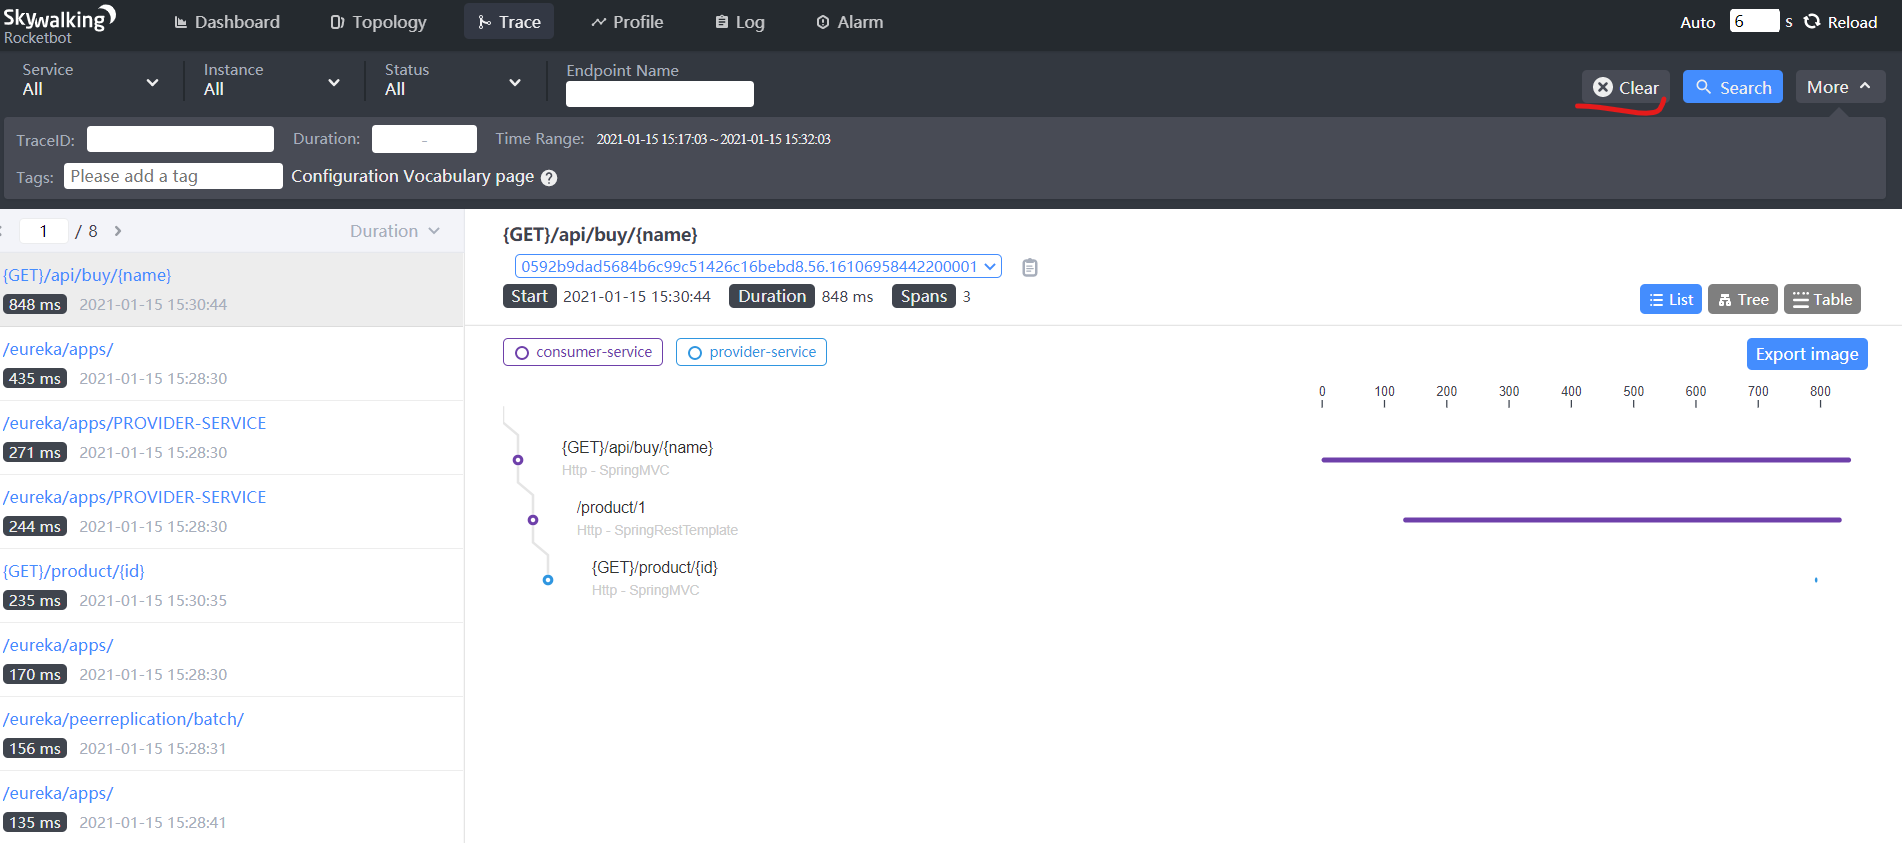 Skywalking
Rocketbot
Dashboard
Topology
Trace
Profile
Log
Alarm
Auto 6 s Reload
Service
All
Instance
All
Status
All
Endpoint Name
Clear
Search
More
TraceID:
Duration: -
Time Range: 2021-01-15 15:17:03 ~ 2021-01-15 15:32:03
Tags: Please add a tag
Configuration Vocabulary page ?
1 / 8
Duration
{GET}/api/buy/{name}
848 ms 2021-01-15 15:30:44
/eureka/apps/
435 ms 2021-01-15 15:28:30
/eureka/apps/PROVIDER-SERVICE
271 ms 2021-01-15 15:28:30
/eureka/apps/PROVIDER-SERVICE
244 ms 2021-01-15 15:28:30
{GET}/product/{id}
235 ms 2021-01-15 15:30:35
/eureka/apps/
170 ms 2021-01-15 15:28:30
/eureka/peerreplication/batch/
156 ms 2021-01-15 15:28:31
/eureka/apps/
135 ms 2021-01-15 15:28:41
{GET}/api/buy/{name}
0592b9dad5684b6c99c51426c16bebd8.56.16106958442200001
Start 2021-01-15 15:30:44 Duration 848 ms Spans 3
List
Tree
Table
consumer-service
provider-service
Export image
0 100 200 300 400 500 600 700 800
{GET}/api/buy/{name}
Http - SpringMVC
/product/1
Http - SpringRestTemplate
{GET}/product/{id}
Http - SpringMVC